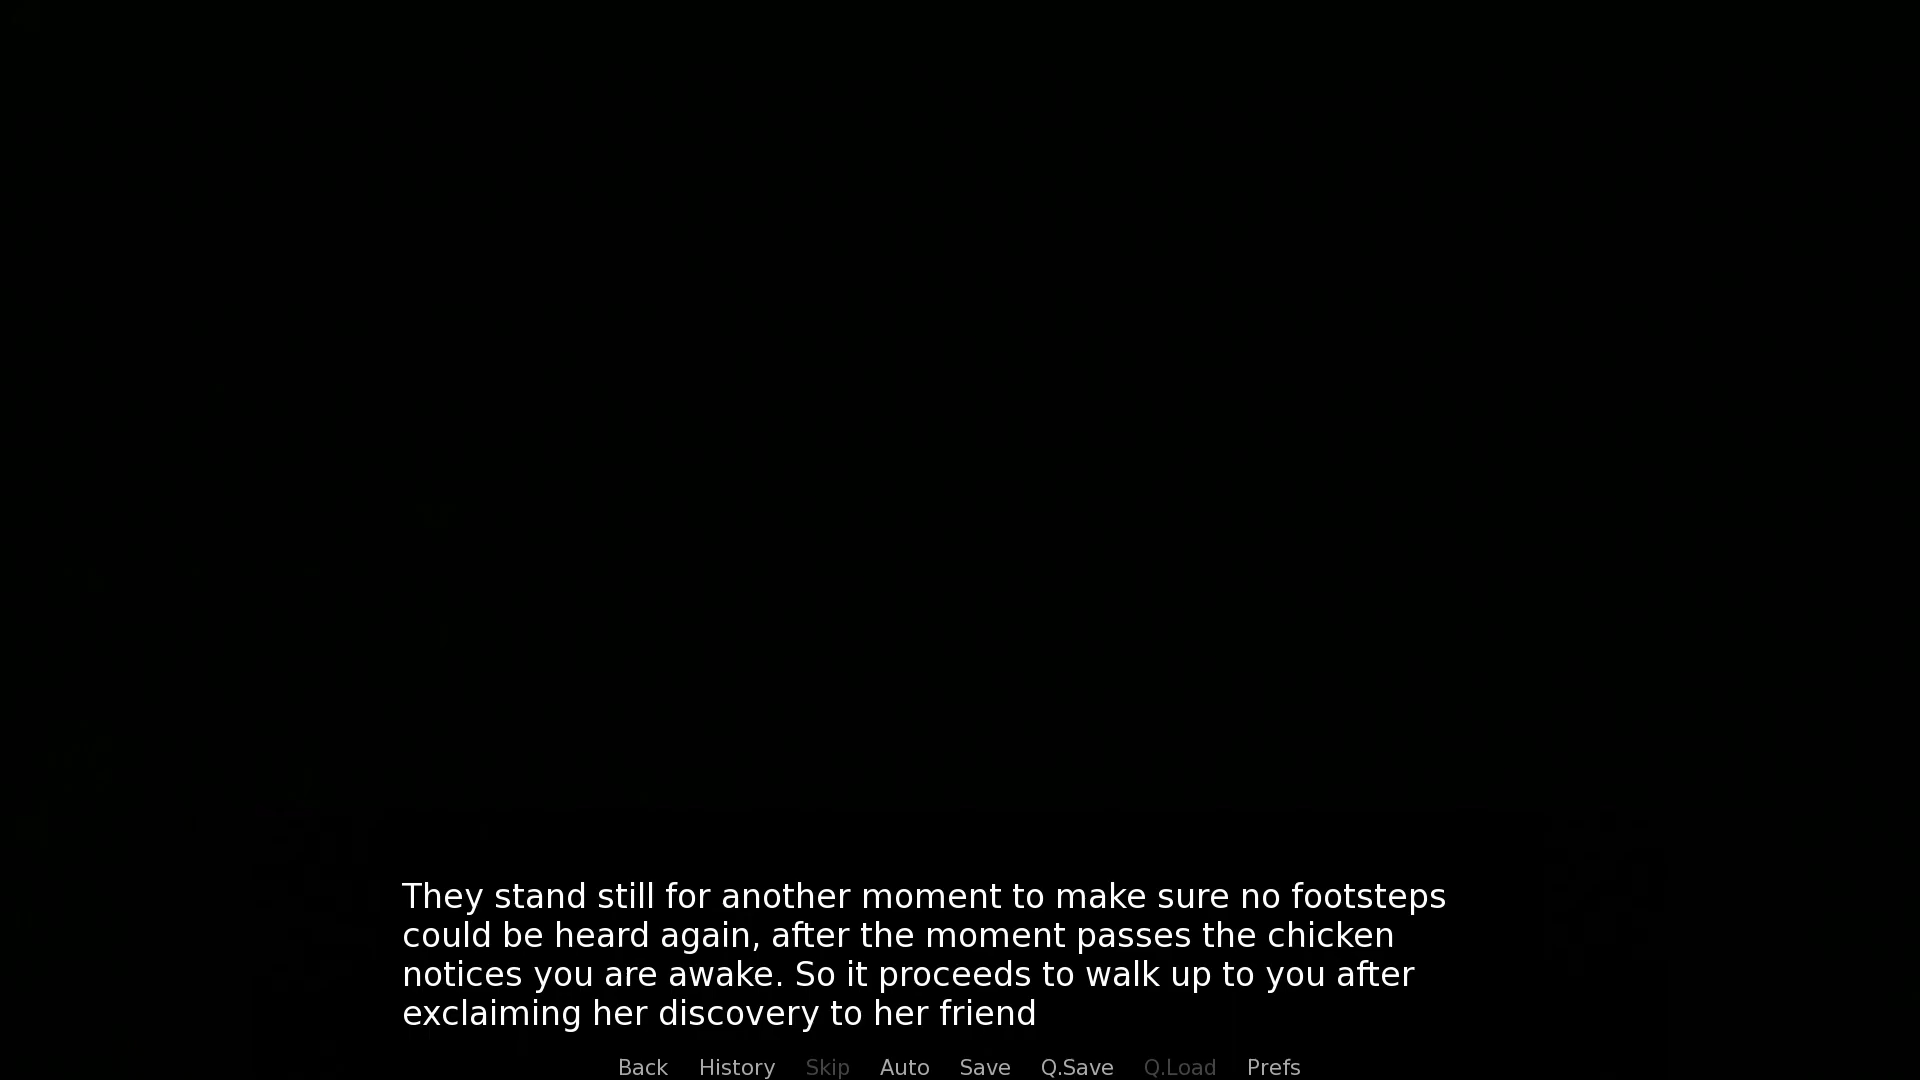 They stand still for another moment to make sure no footsteps
could be heard again, after the moment passes the chicken
notices you are awake. So it proceeds to walk up to you after
exclaiming her discovery to her friend
Back History Skip Auto Save Q.Save Q.Load Prefs